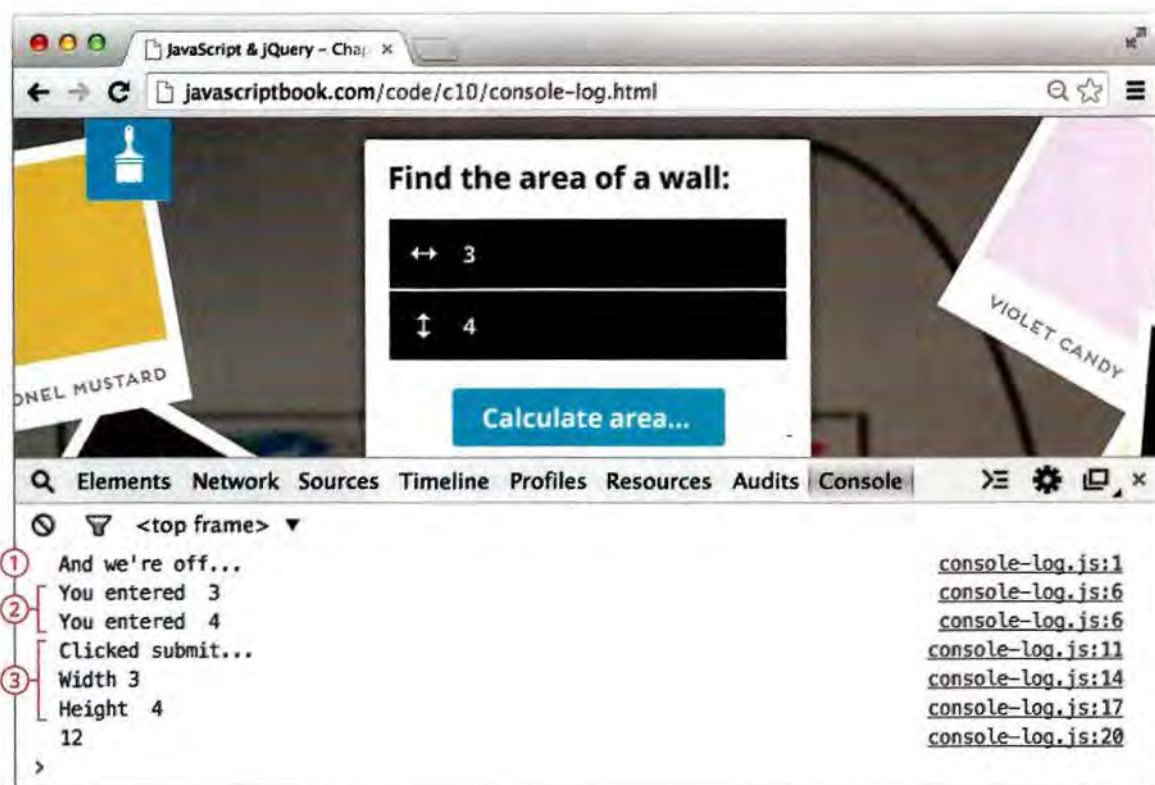 JavaScript & jQuery – Chap
javascriptbook.com/code/c10/console-log.html
Find the area of a wall:
3
4
ONEL MUSTARD
VIOLET CANDY
Calculate area...
Elements Network Sources Timeline Profiles Resources Audits Console
<top frame> ▼
1 And we're off... console-log.js:1
2 You entered 3 console-log.js:6
You entered 4 console-log.js:6
Clicked submit... console-log.js:11
3 Width 3 console-log.js:14
Height 4 console-log.js:17
12 console-log.js:20
>